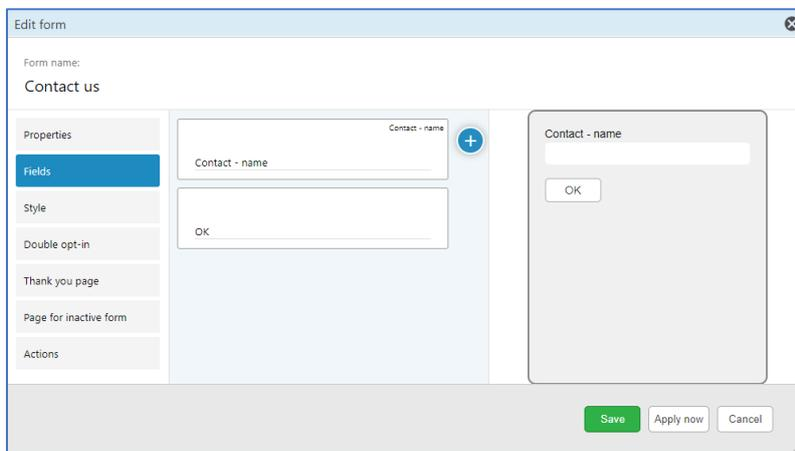 Edit form
Form name:
Contact us
Properties
Fields
Style
Double opt-in
Thank you page
Page for inactive form
Actions
Contact - name
Contact - name
OK
Contact - name
OK
Save
Apply now
Cancel